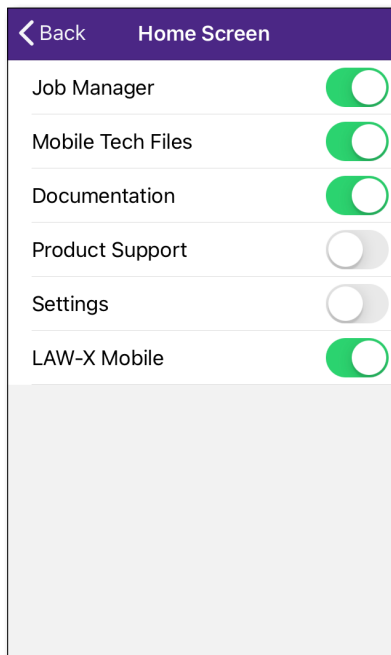 Back Home Screen
Job Manager
Mobile Tech Files
Documentation
Product Support
Settings
LAW-X Mobile